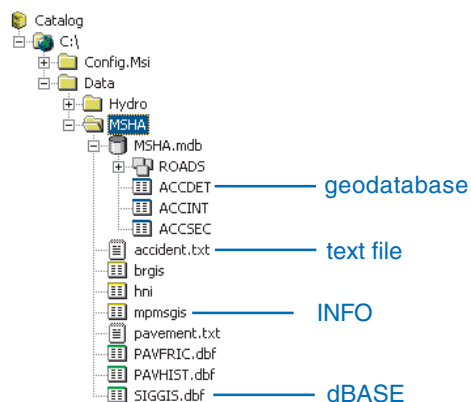 Catalog
C:\
Config.Msi
Data
Hydro
MSHA
MSHA.mdb
ROADS
ACCDET geodatabase
ACCINT
ACCSEC
accident.txt text file
brgis
hni
mpmsgis INFO
pavement.txt
PAVFRIC.dbf
PAVHIST.dbf
SIGGIS.dbf dBASE